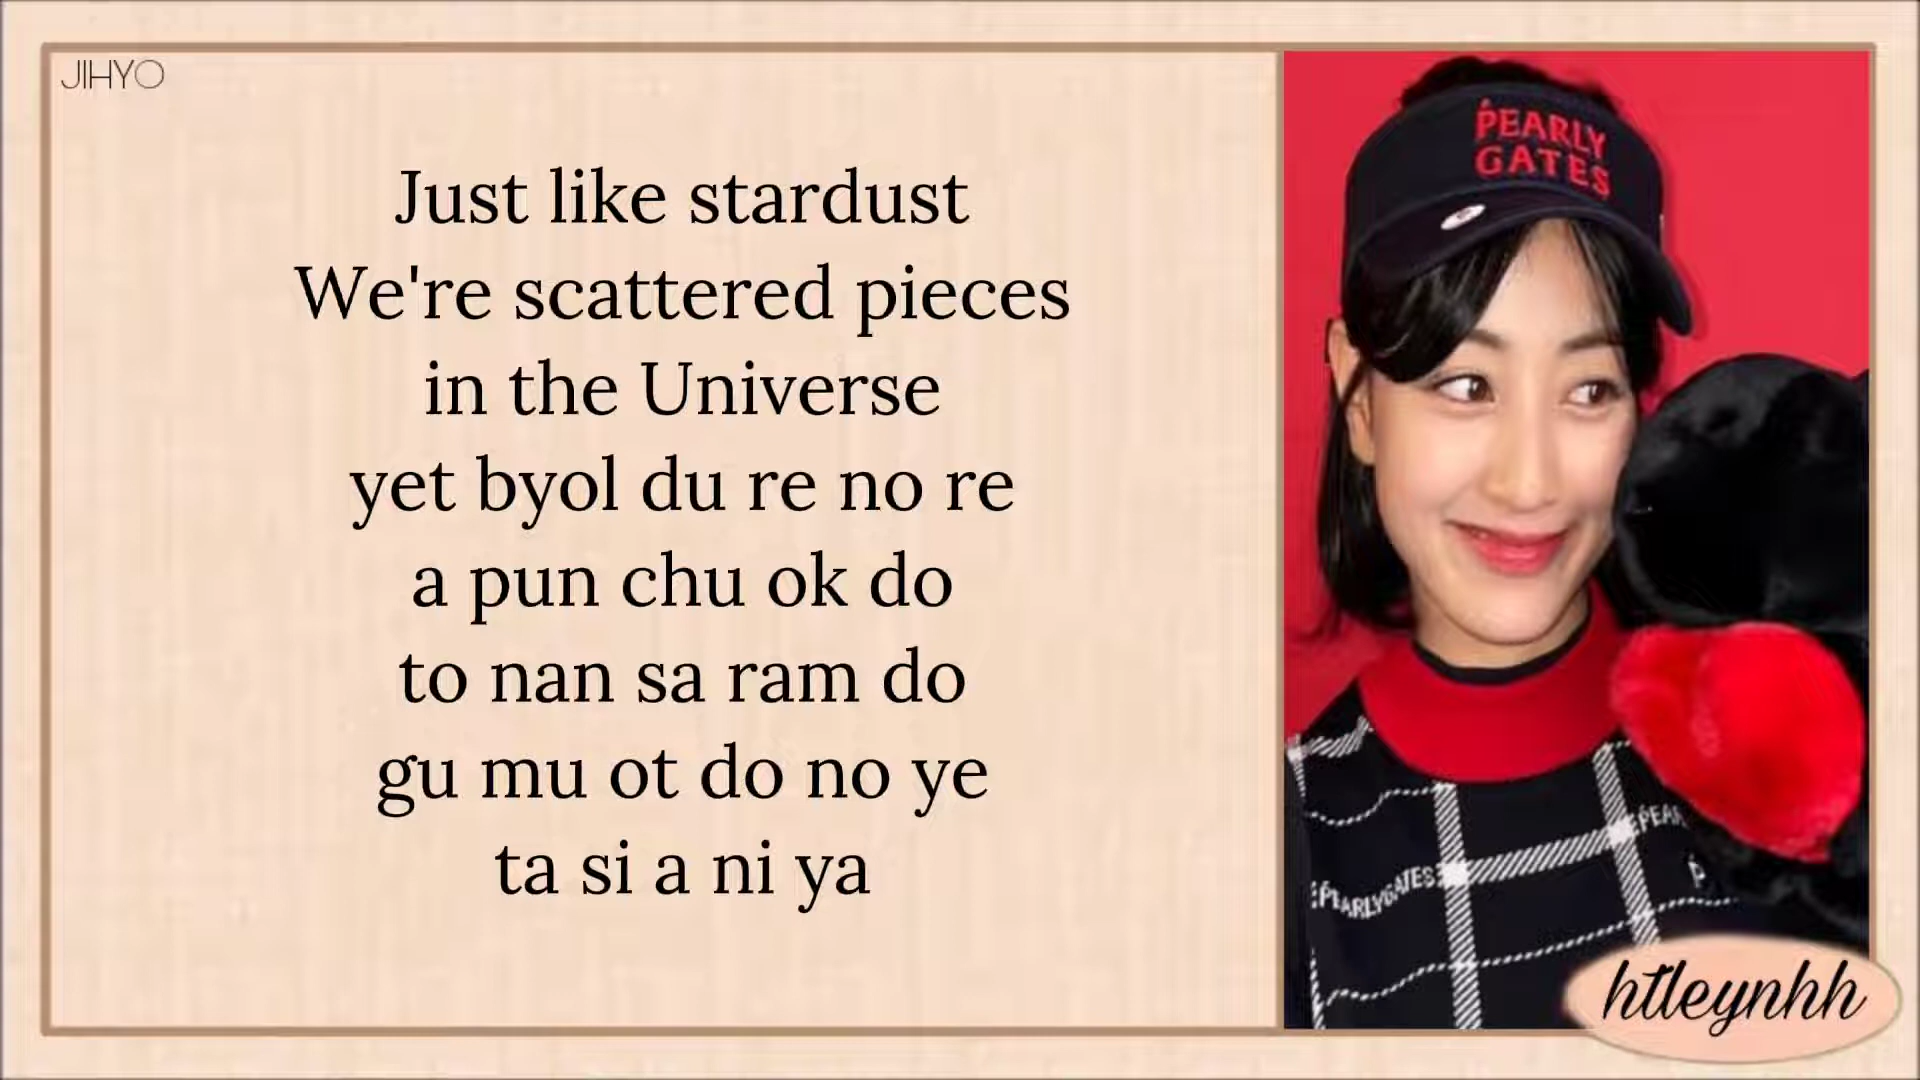 JIHYO
Just like stardust
We're scattered pieces
in the Universe
yet byol du re no re
a pun chu ok do
to nan sa ram do
gu mu ot do no ye
ta si a ni ya
PEARLY
GATES
PEARLYGATES
htleynhh